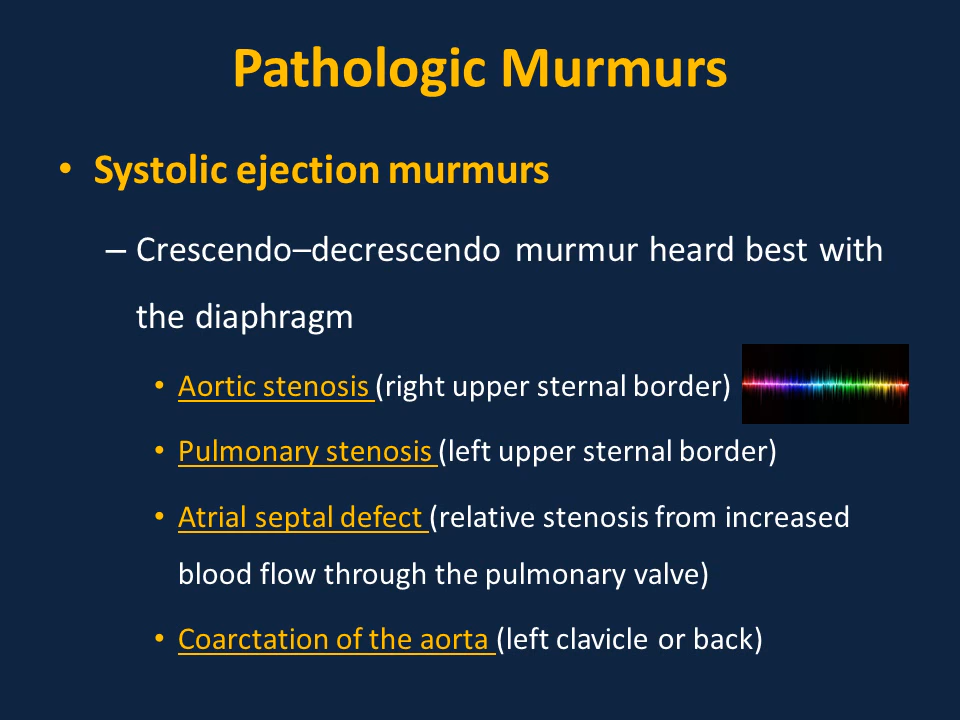 Pathologic Murmurs
• Systolic ejection murmurs
– Crescendo–decrescendo murmur heard best with
the diaphragm
• Aortic stenosis (right upper sternal border)
• Pulmonary stenosis (left upper sternal border)
• Atrial septal defect (relative stenosis from increased
blood flow through the pulmonary valve)
• Coarctation of the aorta (left clavicle or back)